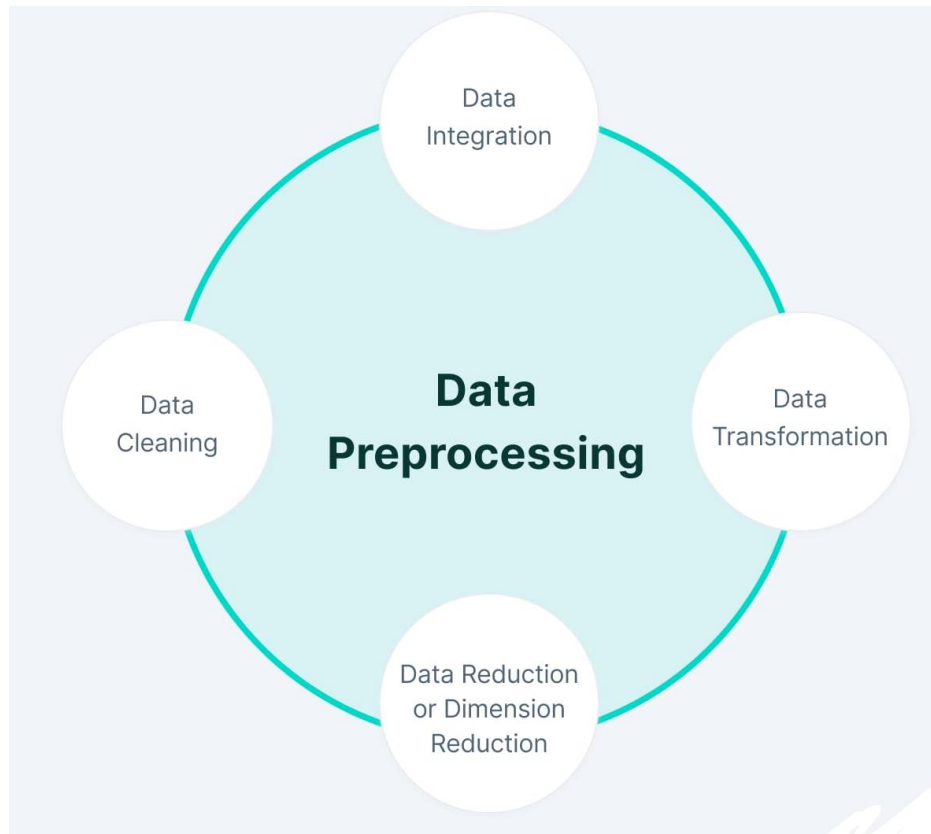 Data
Integration
Data
Cleaning
Data
Preprocessing
Data
Transformation
Data Reduction
or Dimension
Reduction